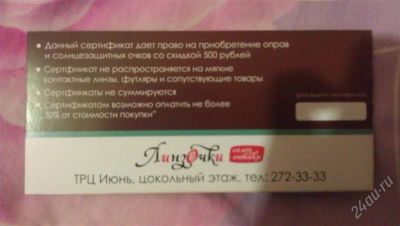 • Данный сертификат дает право на приобретение оправ
и солнцезащитных очков со скидкой 500 рублей
• Сертификат не распространяется на мягкие
контактные линзы, футляры и сопутствующие товары
• Сертификаты не суммируются
• Сертификатом возможно оплатить не более
30% от стоимости покупки"
ЛинзОчки
салон оптики
ТРЦ Июнь, цокольный этаж, тел: 272-33-33
24au.ru